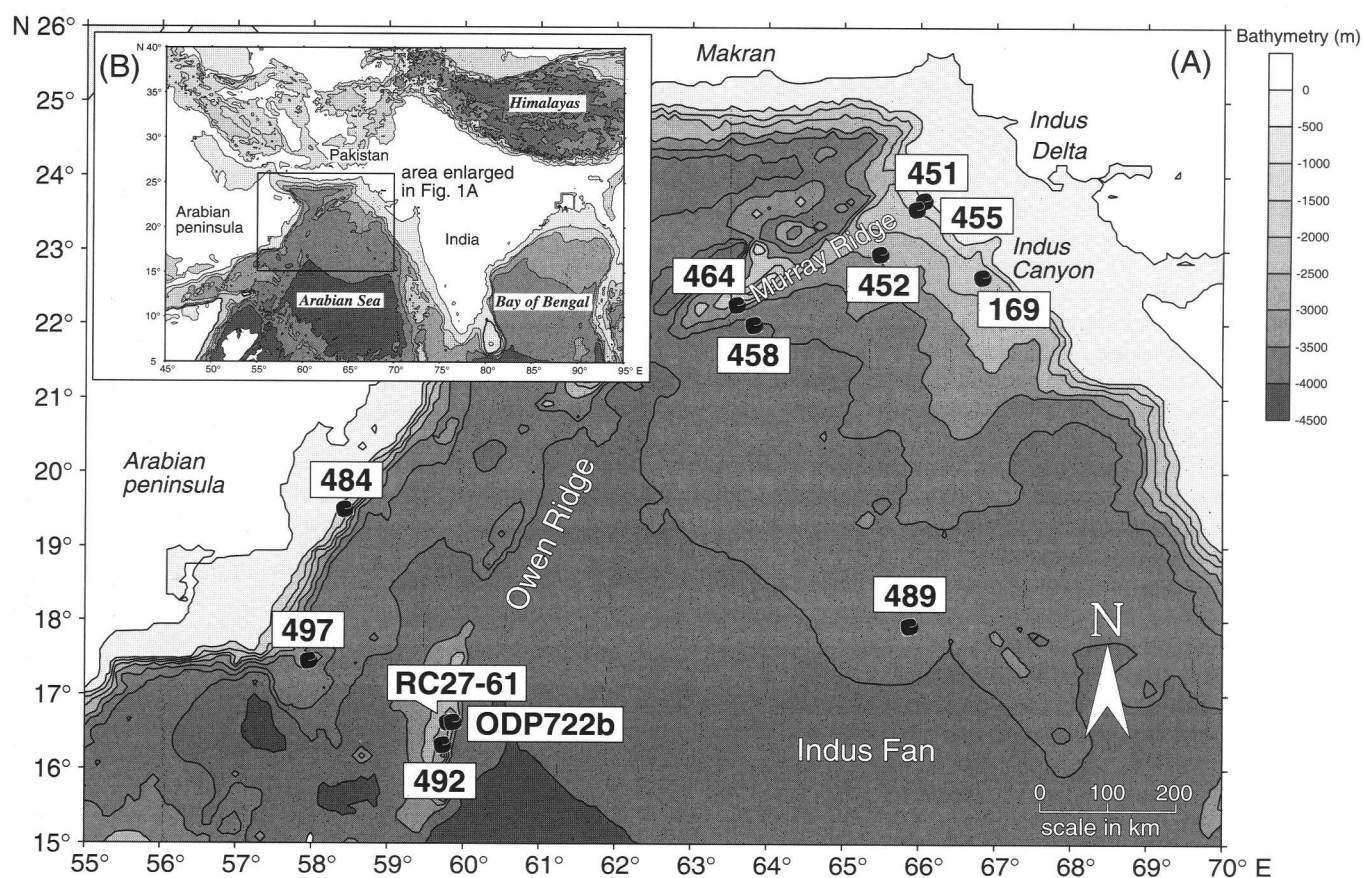 N 26°
25°
24°
23°
22°
21°
20°
19°
18°
17°
16°
15°
55°
56°
57°
58°
59°
60
61
62°
63°
64°
65°
66°
67°
68°
69°
70° E
(B)
N 40°
35°
30°
25°
20°
15°
10°
5
45°
50°
55°
60°
65°
70°
75°
80°
85°
90°
95° E
Himalayas
Pakistan
area enlarged
in Fig. 1A
Arabian
peninsula
India
Arabian Sea
Bay of Bengal
(A)
Makran
Indus
Delta
451
455
Murray Ridge
464
452
Indus
Canyon
169
458
Arabian
peninsula
484
Owen Ridge
497
489
RC27-61
ODP722b
492
Indus Fan
N
0 100 200
scale in km
Bathymetry (m)
0
-500
-1000
-1500
-2000
-2500
-3000
-3500
-4000
-4500